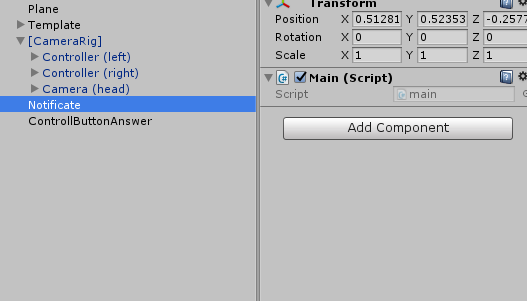 Plane
Template
[CameraRig]
Controller (left)
Controller (right)
Camera (head)
Notificate
ControllButtonAnswer
Transform
Position X 0.51281 Y 0.52353 Z -0.2577
Rotation X 0 Y 0 Z 0
Scale X 1 Y 1 Z 1
Main (Script)
Script main
Add Component